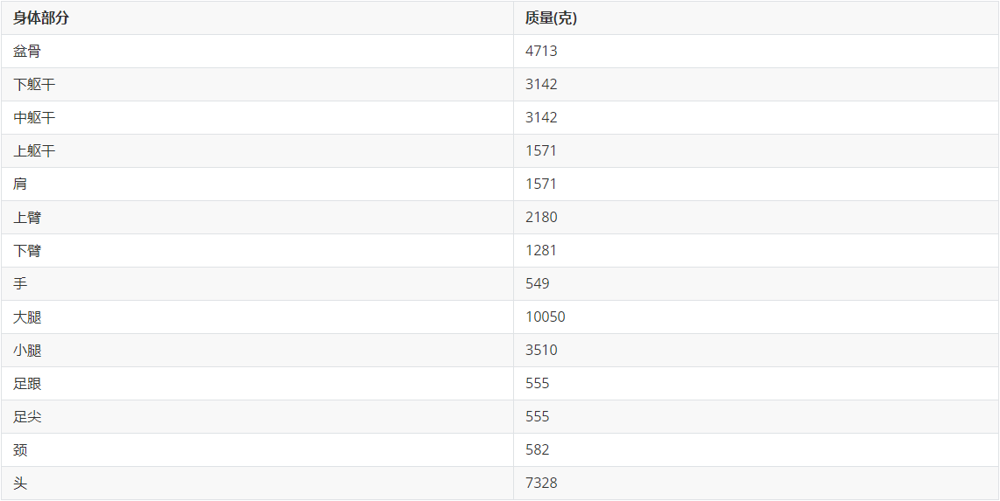 身体部分 质量(克)
盆骨 4713
下躯干 3142
中躯干 3142
上躯干 1571
肩 1571
上臂 2180
下臂 1281
手 549
大腿 10050
小腿 3510
足跟 555
足尖 555
颈 582
头 7328